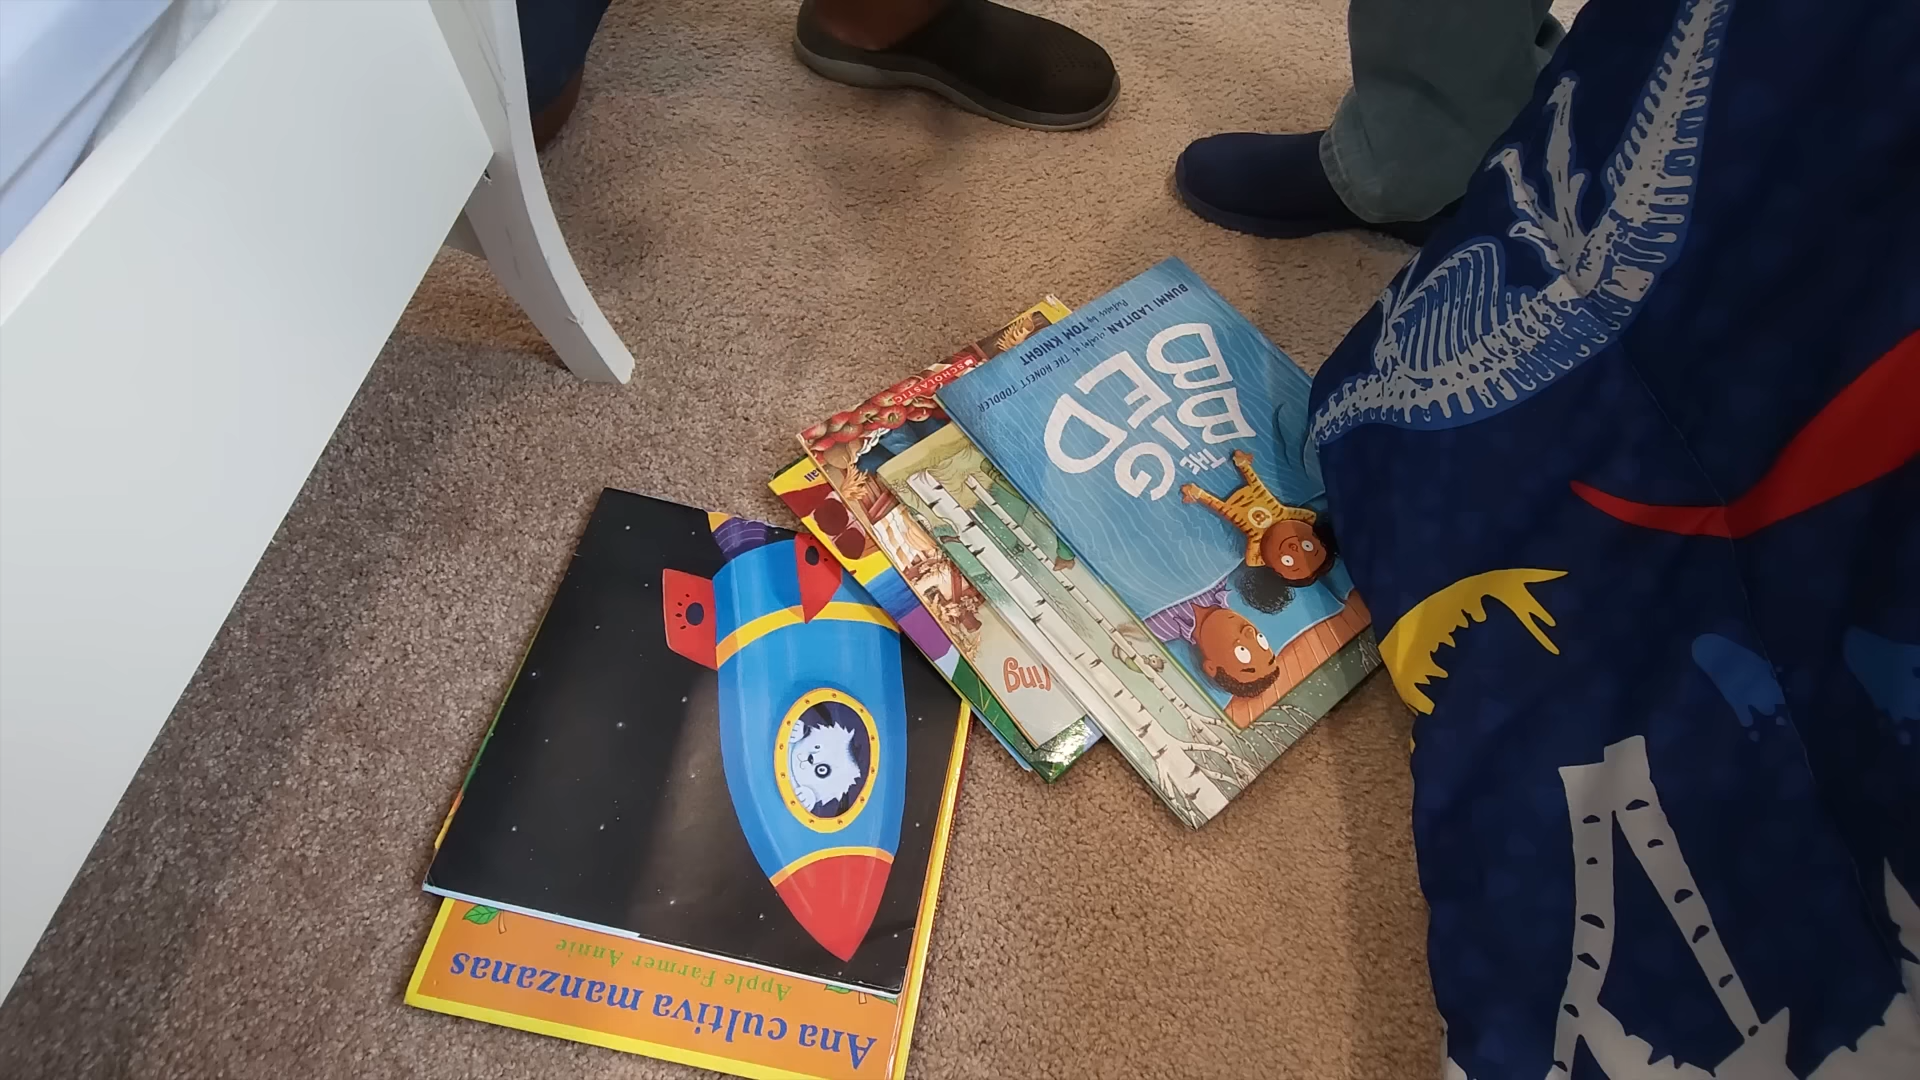 THE
BIG
BED
BUNMI LADITAN, creator of THE HONEST TODDLER
Pictures by TOM KNIGHT
SCHOLASTIC
ring
Ana cultiva manzanas
Apple Farmer Annie